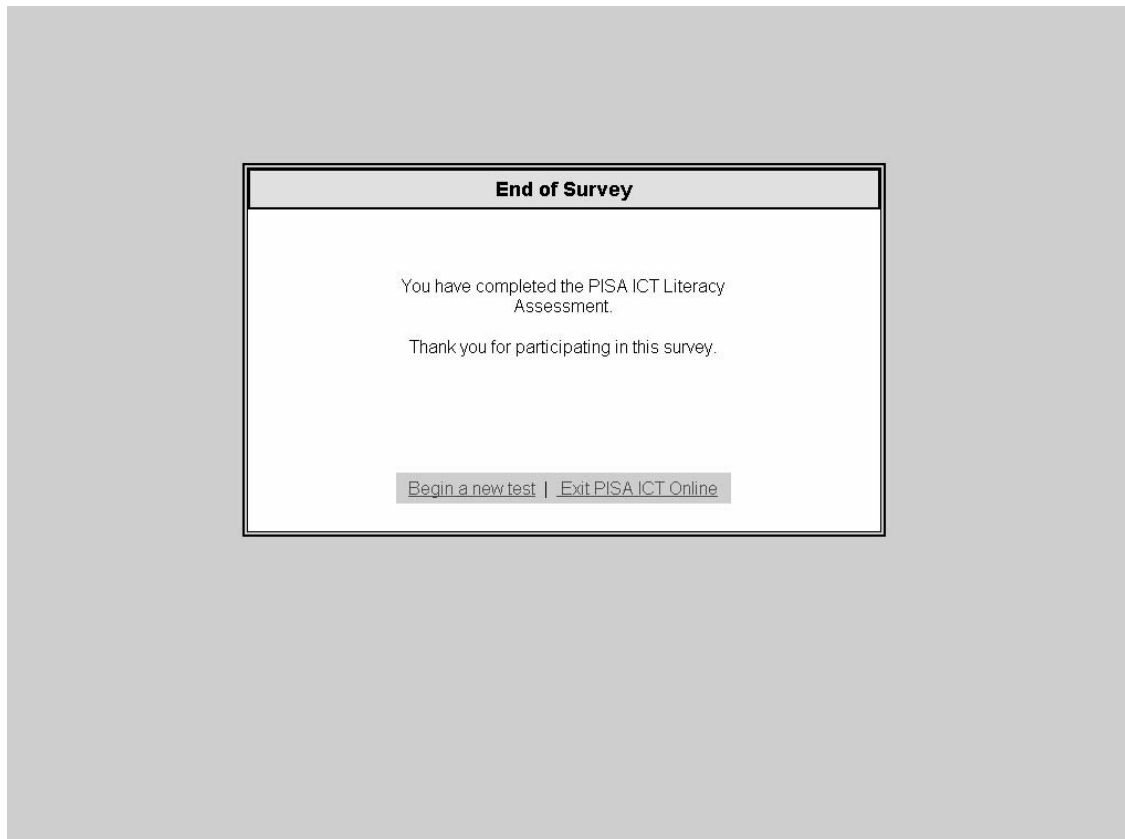 End of Survey
You have completed the PISA ICT Literacy
Assessment.
Thank you for participating in this survey.
Begin a new test | Exit PISA ICT Online